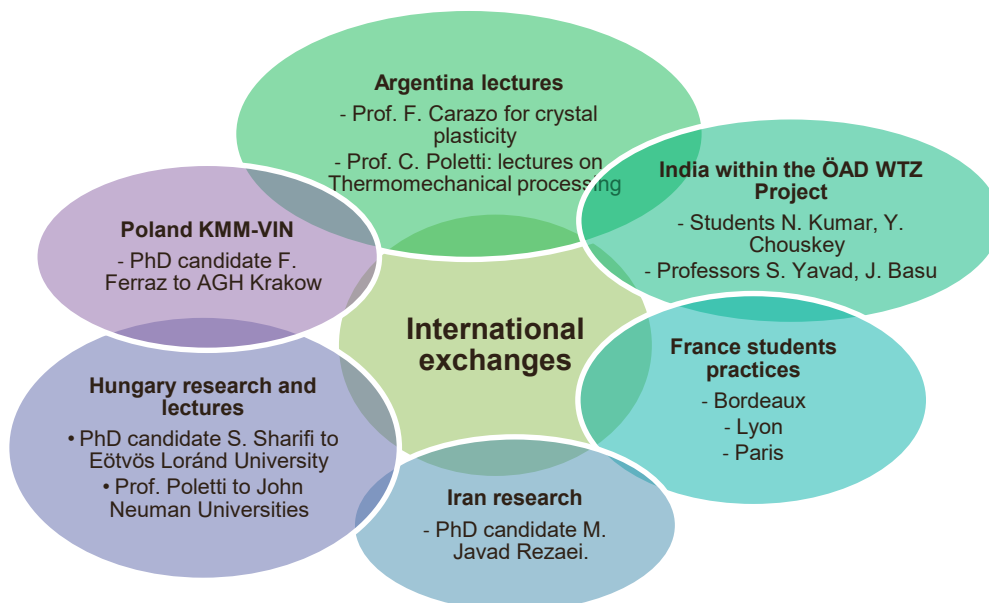 Argentina lectures
- Prof. F. Carazo for crystal
plasticity
- Prof. C. Poletti: lectures on
Thermomechanical processing
India within the ÖAD WTZ
Project
- Students N. Kumar, Y.
Chouskey
- Professors S. Yavad, J. Basu
Poland KMM-VIN
- PhD candidate F.
Ferraz to AGH Krakow
International
exchanges
France students
practices
- Bordeaux
- Lyon
- Paris
Hungary research and
lectures
• PhD candidate S. Sharifi to
Eötvös Loránd University
• Prof. Poletti to John
Neuman Universities
Iran research
- PhD candidate M.
Javad Rezaei.